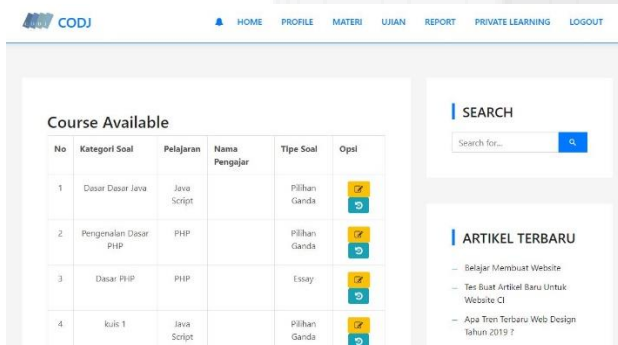 CODJ
HOME PROFILE MATERI UJIAN REPORT PRIVATE LEARNING LOGOUT
Course Available
No Kategori Soal Pelajaran Nama Pengajar Tipe Soal Opsi
1 Dasar Dasar Java Java Script Pilihan Ganda
2 Pengenalan Dasar PHP PHP Pilihan Ganda
3 Dasar PHP PHP Essay
4 kuis 1 Java Script Pilihan Ganda
SEARCH
Search for...
ARTIKEL TERBARU
– Belajar Membuat Website
– Tes Buat Artikel Baru Untuk
Website CI
– Apa Tren Terbaru Web Design
Tahun 2019 ?